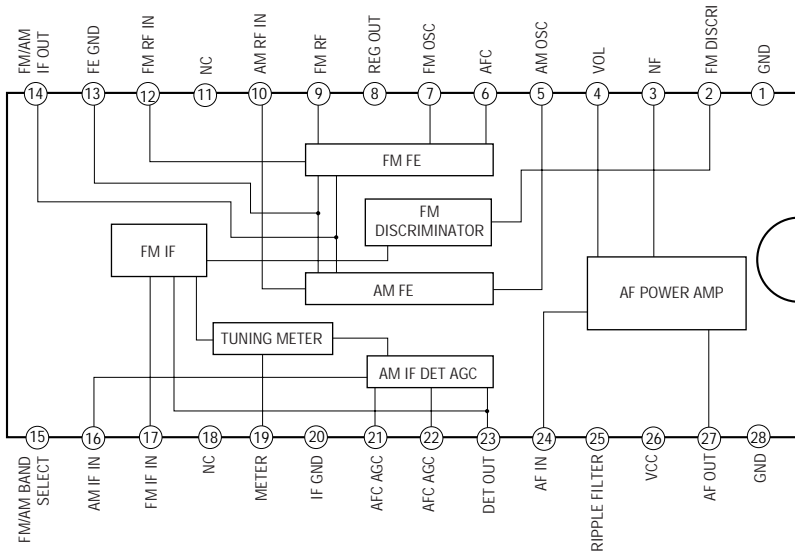 FM/AM
IF OUT
FE GND
FM RF IN
NC
AM RF IN
FM RF
REG OUT
FM OSC
AFC
AM OSC
VOL
NF
FM DISCRI
GND
14
13
12
11
10
9
8
7
6
5
4
3
2
1
FM FE
FM
DISCRIMINATOR
FM IF
AM FE
AF POWER AMP
TUNING METER
AM IF DET AGC
15
16
17
18
19
20
21
22
23
24
25
26
27
28
FM/AM BAND
SELECT
AM IF IN
FM IF IN
NC
METER
IF GND
AFC AGC
AFC AGC
DET OUT
AF IN
RIPPLE FILTER
VCC
AF OUT
GND